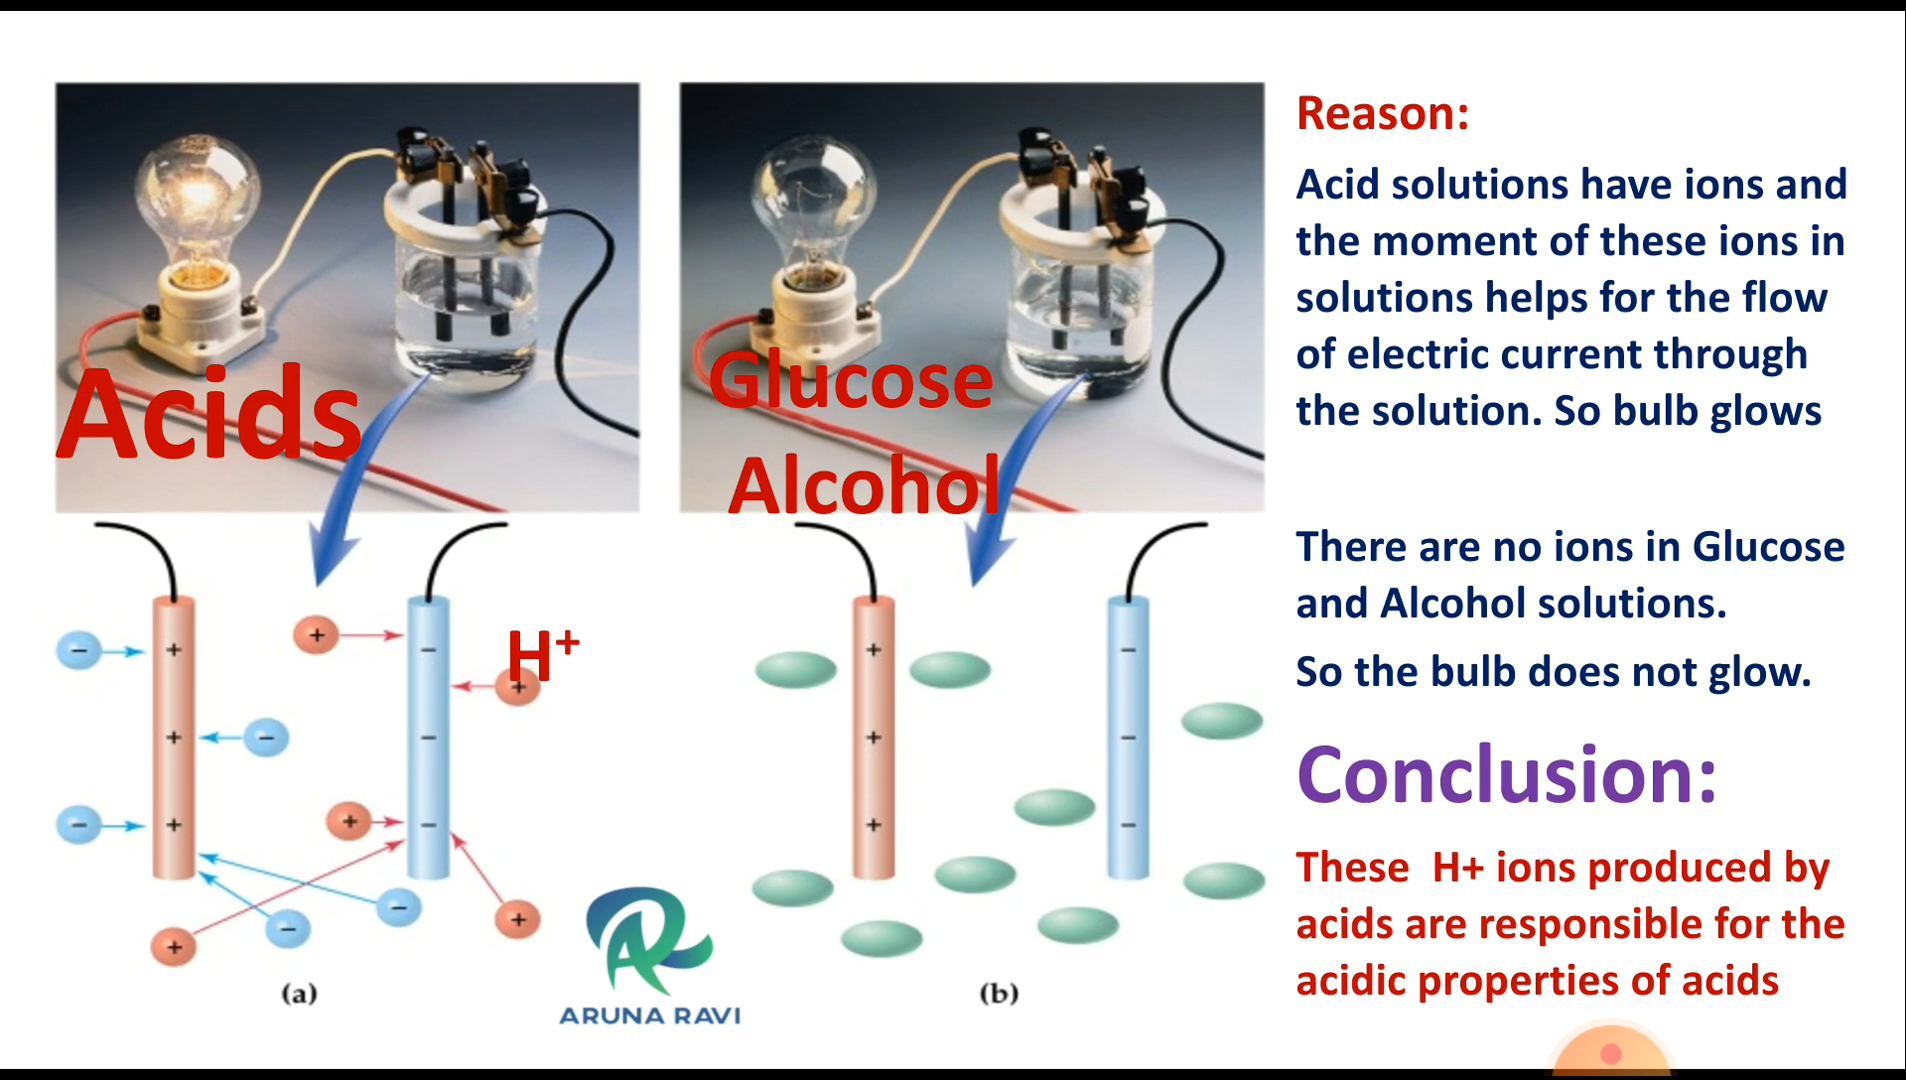 Acids
Glucose
Alcohol
H+
+
+
+
−
−
−
−
−
−
−
−
+
+
+
+
+
(a)
ARUNA RAVI
+
+
+
−
−
−
(b)
Reason:
Acid solutions have ions and
the moment of these ions in
solutions helps for the flow
of electric current through
the solution. So bulb glows
There are no ions in Glucose
and Alcohol solutions.
So the bulb does not glow.
Conclusion:
These  H+ ions produced by
acids are responsible for the
acidic properties of acids